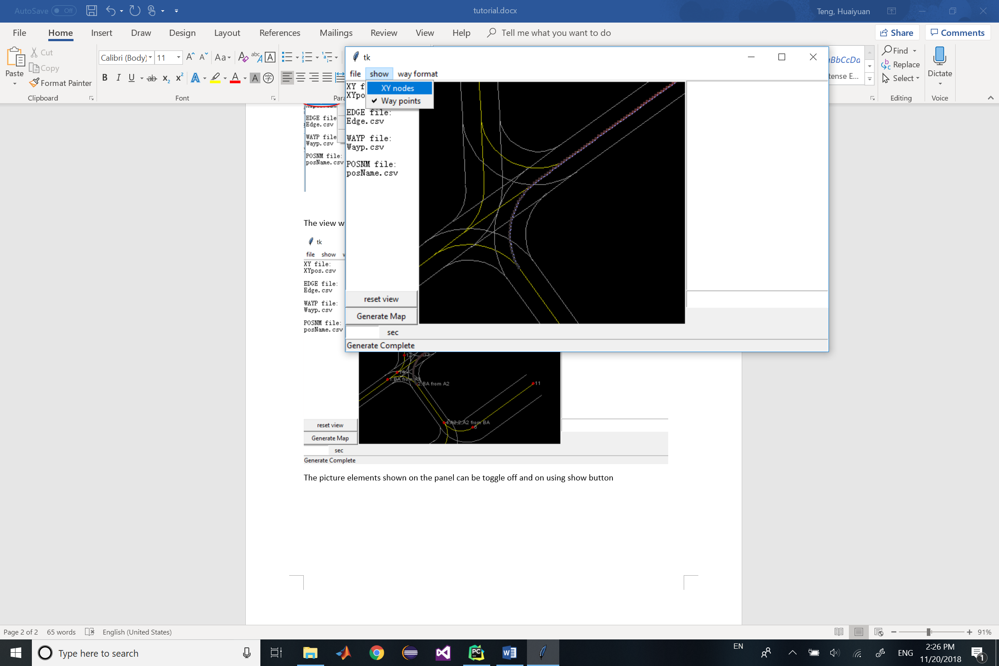 AutoSave Off
tutorial.docx
Teng, Huaiyuan
File Home Insert Draw Design Layout References Mailings Review View Help Tell me what you want to do
Share Comments
Paste
Cut
Copy
Format Painter
Clipboard
Calibri (Body) 11
Font
Find
Replace
Select
Editing
Dictate
Voice
tk
file show way format
XY nodes
Way points
EDGE file:
Edge.csv
WAYP file:
Wayp.csv
POSNM file:
posName.csv
reset view
Generate Map
sec
Generate Complete
EDGE file
Edge.csv
WAYP file
Wayp.csv
POSNM file:
posName.csv
The view w
tk
file show
XY file:
XYpos.csv
EDGE file:
Edge.csv
WAYP file:
Wayp.csv
POSNM file:
posName.csv
1:BA from A3
2:BA from A2
11
4:A2,2,A2 from BA
6
reset view
Generate Map
sec
Generate Complete
The picture elements shown on the panel can be toggle off and on using show button
Page 2 of 2 65 words English (United States)
91%
Type here to search
EN
ENG
2:26 PM
11/20/2018
1